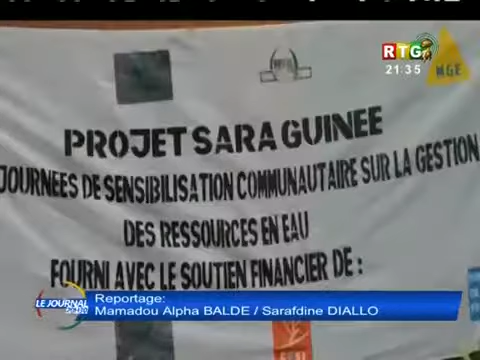 RTG
21:35
MGE
PROJET SARA GUINEE
JOURNEES DE SENSIBILISATION COMMUNAUTAIRE SUR LA GESTION
DES RESSOURCES EN EAU
FOURNI AVEC LE SOUTIEN FINANCIER DE :
LE JOURNAL
Reportage:
Mamadou Alpha BALDE / Sarafdine DIALLO